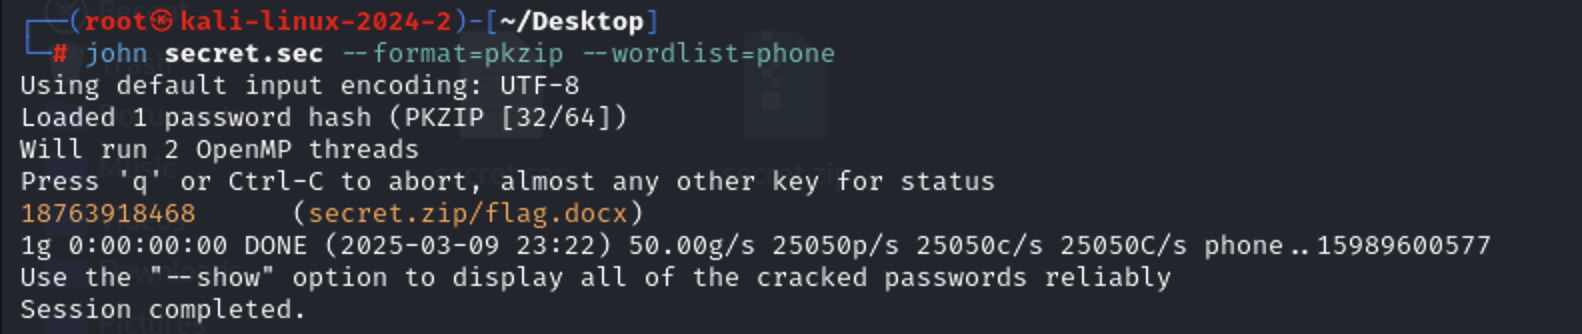 ┌──(root㉿kali-linux-2024-2)-[~/Desktop]
└─# john secret.sec --format=pkzip --wordlist=phone
Using default input encoding: UTF-8
Loaded 1 password hash (PKZIP [32/64])
Will run 2 OpenMP threads
Press 'q' or Ctrl-C to abort, almost any other key for status
18763918468      (secret.zip/flag.docx)
1g 0:00:00:00 DONE (2025-03-09 23:22) 50.00g/s 25050p/s 25050c/s 25050C/s phone..15989600577
Use the "--show" option to display all of the cracked passwords reliably
Session completed.